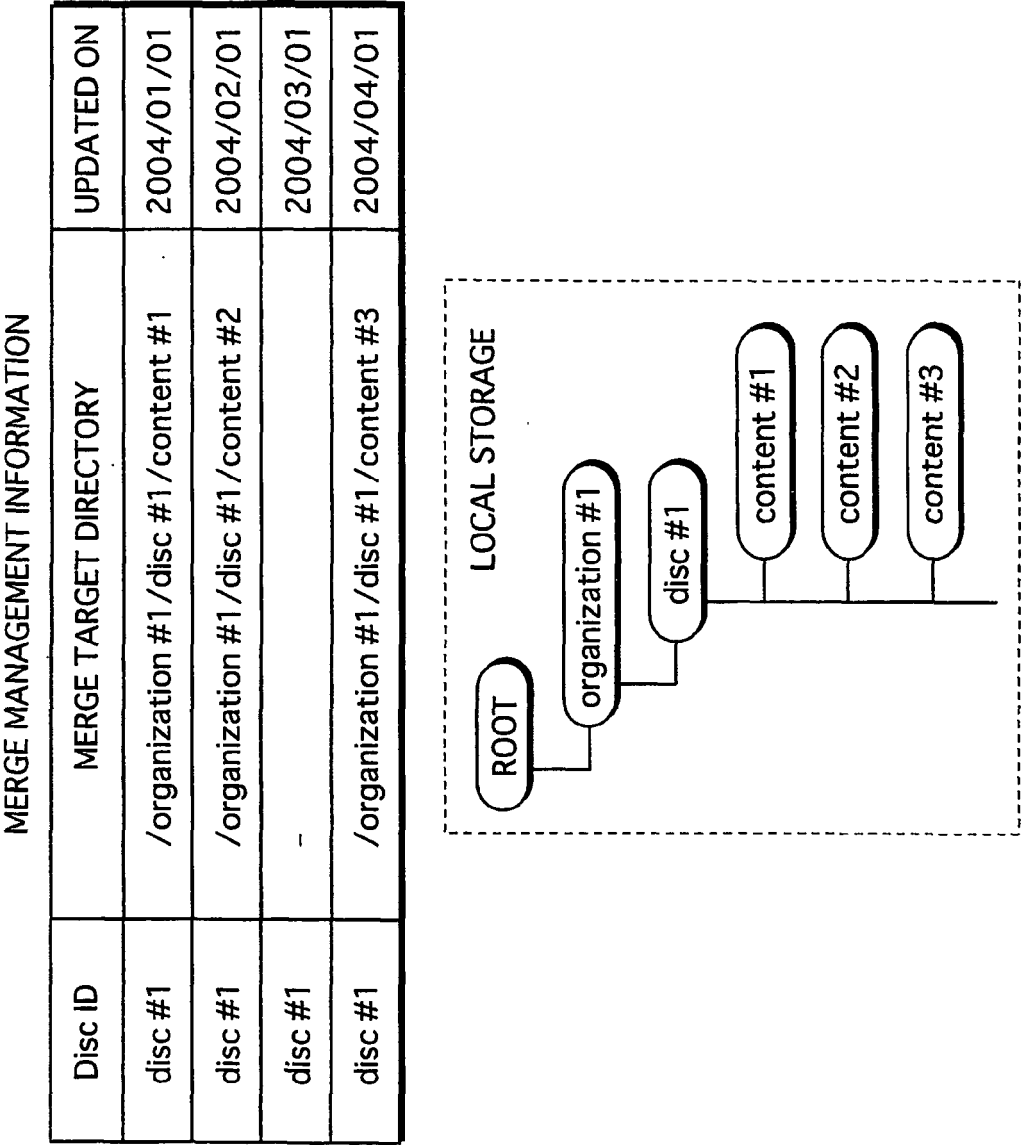 MERGE MANAGEMENT INFORMATION
Disc ID MERGE TARGET DIRECTORY UPDATED ON
disc #1 /organization #1/disc #1/content #1 2004/01/01
disc #1 /organization #1/disc #1/content #2 2004/02/01
disc #1 – 2004/03/01
disc #1 /organization #1/disc #1/content #3 2004/04/01
LOCAL STORAGE
ROOT
organization #1
disc #1
content #1
content #2
content #3